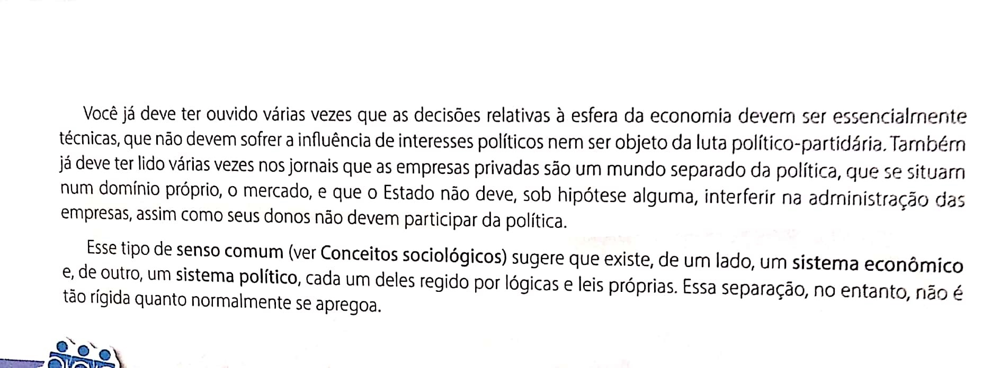 Você já deve ter ouvido várias vezes que as decisões relativas à esfera da economia devem ser essencialmente
técnicas, que não devem sofrer a influência de interesses políticos nem ser objeto da luta político-partidária. Também
já deve ter lido várias vezes nos jornais que as empresas privadas são um mundo separado da política, que se situam
num domínio próprio, o mercado, e que o Estado não deve, sob hipótese alguma, interferir na administração das
empresas, assim como seus donos não devem participar da política.
Esse tipo de senso comum (ver Conceitos sociológicos) sugere que existe, de um lado, um sistema econômico
e, de outro, um sistema político, cada um deles regido por lógicas e leis próprias. Essa separação, no entanto, não é
tão rígida quanto normalmente se apregoa.